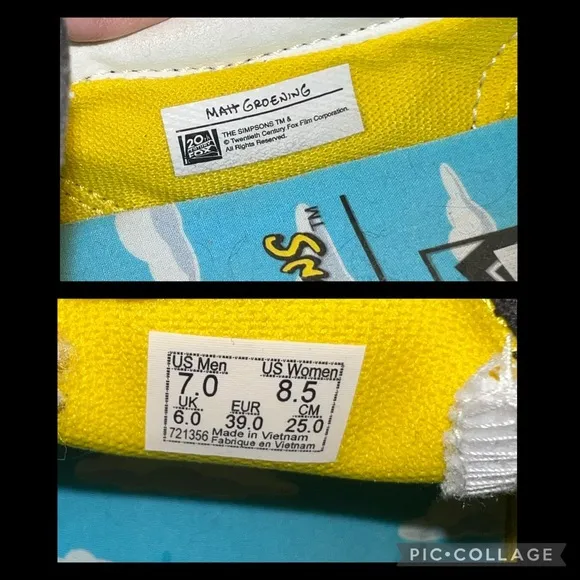 MATT GROENING
20TH
CENTURY
FOX
THE SIMPSONS TM &
© Twentieth Century Fox Film Corporation.
All Rights Reserved.
NS TM
US Men US Women
7.0 8.5
UK EUR CM
6.0 39.0 25.0
721356 Made in Vietnam
Fabriqué en Vietnam
PIC•COLLAGE